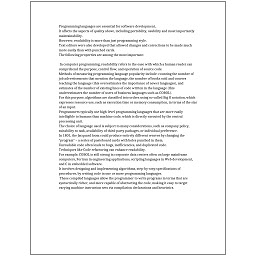 Programming languages are essential for software development.
It affects the aspects of quality above, including portability, usability and most importantly
maintainability.
However, readability is more than just programming style.
Text editors were also developed that allowed changes and corrections to be made much
more easily than with punched cards.
The following properties are among the most important:
In computer programming, readability refers to the ease with which a human reader can
comprehend the purpose, control flow, and operation of source code.
Methods of measuring programming language popularity include: counting the number of
job advertisements that mention the language, the number of books sold and courses
teaching the language (this overestimates the importance of newer languages), and
estimates of the number of existing lines of code written in the language (this
underestimates the number of users of business languages such as COBOL).
For this purpose, algorithms are classified into orders using so-called Big O notation, which
expresses resource use, such as execution time or memory consumption, in terms of the size
of an input.
Programmers typically use high-level programming languages that are more easily
intelligible to humans than machine code, which is directly executed by the central
processing unit.
The choice of language used is subject to many considerations, such as company policy,
suitability to task, availability of third-party packages, or individual preference.
In 1801, the Jacquard loom could produce entirely different weaves by changing the
"program" – a series of pasteboard cards with holes punched in them.
Unreadable code often leads to bugs, inefficiencies, and duplicated code.
Techniques like Code refactoring can enhance readability.
For example, COBOL is still strong in corporate data centers often on large mainframe
computers, Fortran in engineering applications, scripting languages in Web development,
and C in embedded software.
It involves designing and implementing algorithms, step-by-step specifications of
procedures, by writing code in one or more programming languages.
These compiled languages allow the programmer to write programs in terms that are
syntactically richer, and more capable of abstracting the code, making it easy to target
varying machine instruction sets via compilation declarations and heuristics.